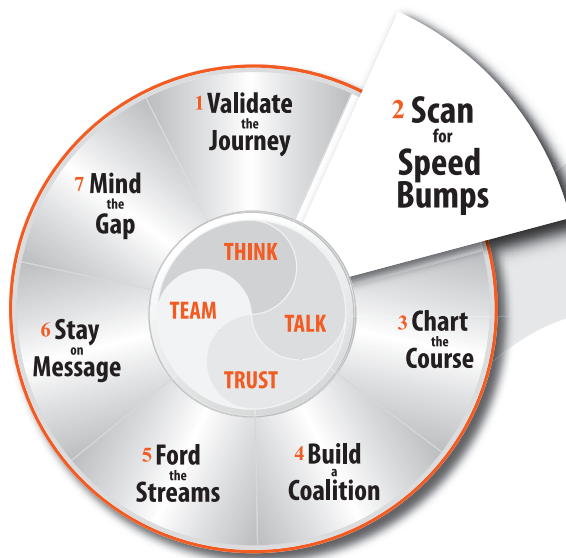 1 Validate
the
Journey
2 Scan
for
Speed
Bumps
3 Chart
the
Course
4 Build
a
Coalition
5 Ford
the
Streams
6 Stay
on
Message
7 Mind
the
Gap
THINK
TALK
TRUST
TEAM